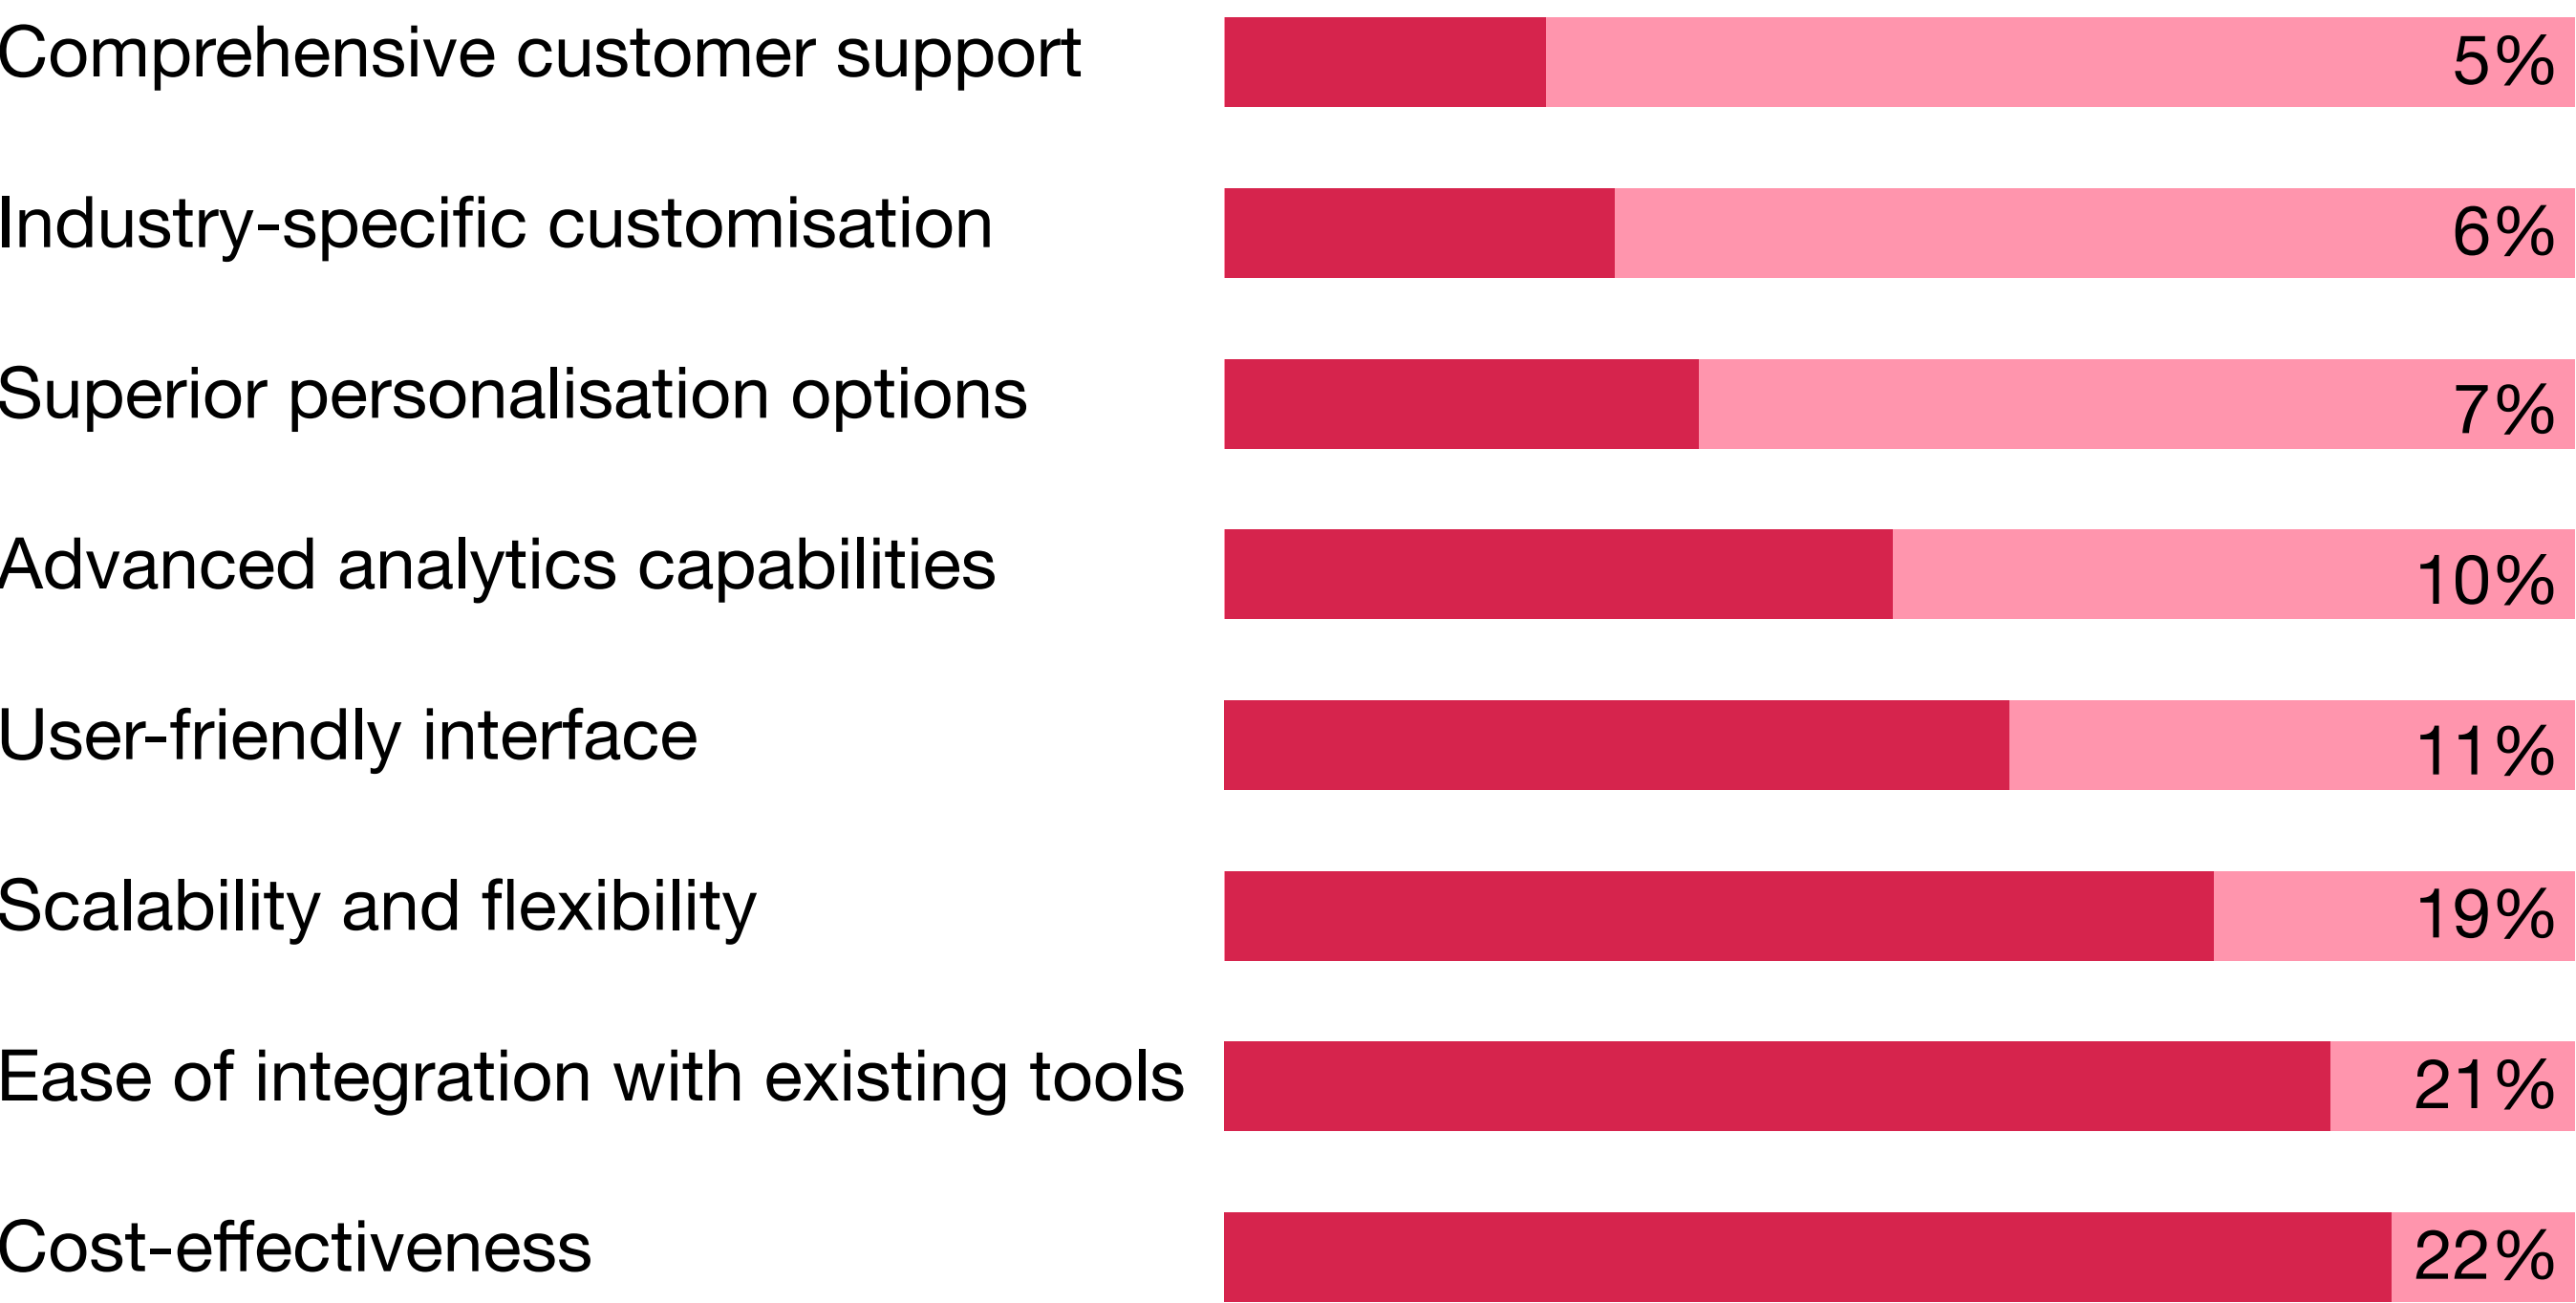 Comprehensive customer support 5%
Industry-specific customisation 6%
Superior personalisation options 7%
Advanced analytics capabilities 10%
User-friendly interface 11%
Scalability and flexibility 19%
Ease of integration with existing tools 21%
Cost-effectiveness 22%